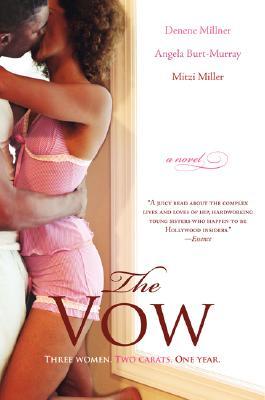 Denene Millner
Angela Burt-Murray
Mitzi Miller
a novel
"A JUICY READ ABOUT THE COMPLEX
LIVES AND LOVES OF HIP, HARDWORKING
YOUNG SISTERS WHO HAPPEN TO BE
HOLLYWOOD INSIDERS."
—Essence
The
VOW
THREE WOMEN. TWO CARATS. ONE YEAR.